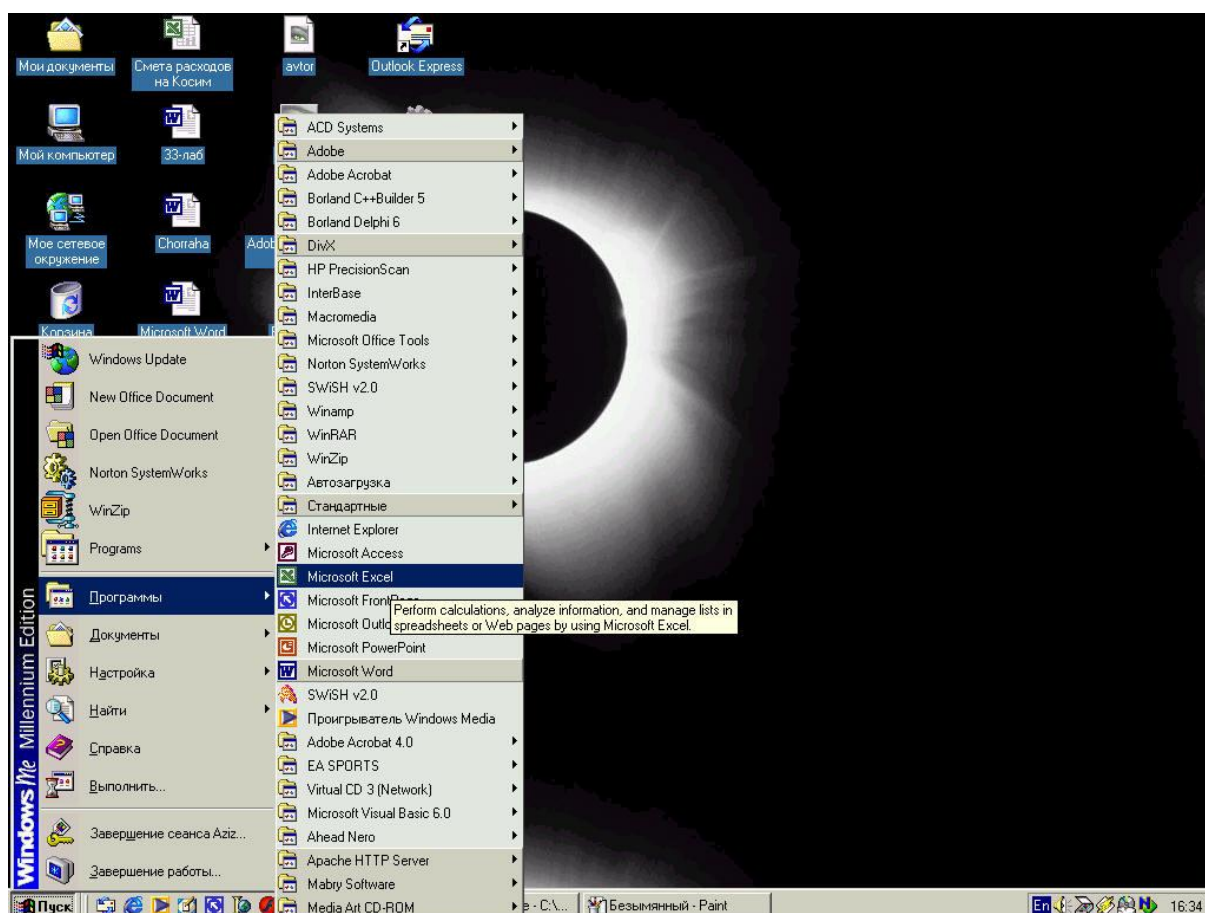 Мои документы
Смета расходов
на Косим
avtor
Outlook Express
Мой компьютер
33-лаб
Мое сетевое
окружение
Chorraha
Adob
Корзина
Microsoft Word
Windows Me Millennium Edition
Windows Update
New Office Document
Open Office Document
Norton SystemWorks
WinZip
Programs
Программы
Документы
Настройка
Найти
Справка
Выполнить...
Завершение сеанса Aziz...
Завершение работы...
ACD Systems
Adobe
Adobe Acrobat
Borland C++Builder 5
Borland Delphi 6
DivX
HP PrecisionScan
InterBase
Macromedia
Microsoft Office Tools
Norton SystemWorks
SWiSH v2.0
Winamp
WinRAR
WinZip
Автозагрузка
Стандартные
Internet Explorer
Microsoft Access
Microsoft Excel
Microsoft FrontPage
Microsoft Outlo
Microsoft PowerPoint
Microsoft Word
SWiSH v2.0
Проигрыватель Windows Media
Adobe Acrobat 4.0
EA SPORTS
Virtual CD 3 (Network)
Microsoft Visual Basic 6.0
Ahead Nero
Apache HTTP Server
Mabry Software
Media Art CD-ROM
Perform calculations, analyze information, and manage lists in
spreadsheets or Web pages by using Microsoft Excel.
Пуск
e - C:\...
Безымянный - Paint
En
16:34